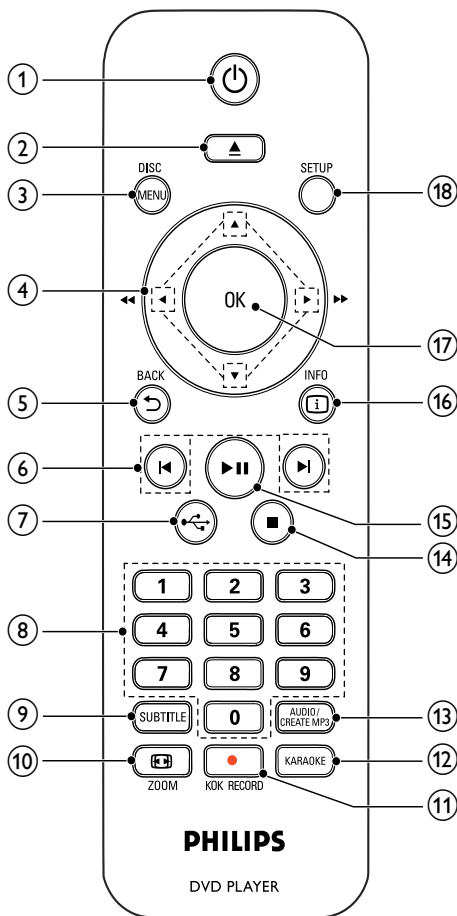 1
2
DISC
MENU
3
SETUP
18
4
OK
17
BACK
5
INFO
16
6
15
7
14
1 2 3
8
4 5 6
7 8 9
9
SUBTITLE
0
AUDIO/
CREATE MP3
13
10
ZOOM
KOK RECORD
KARAOKE
12
11
PHILIPS
DVD PLAYER